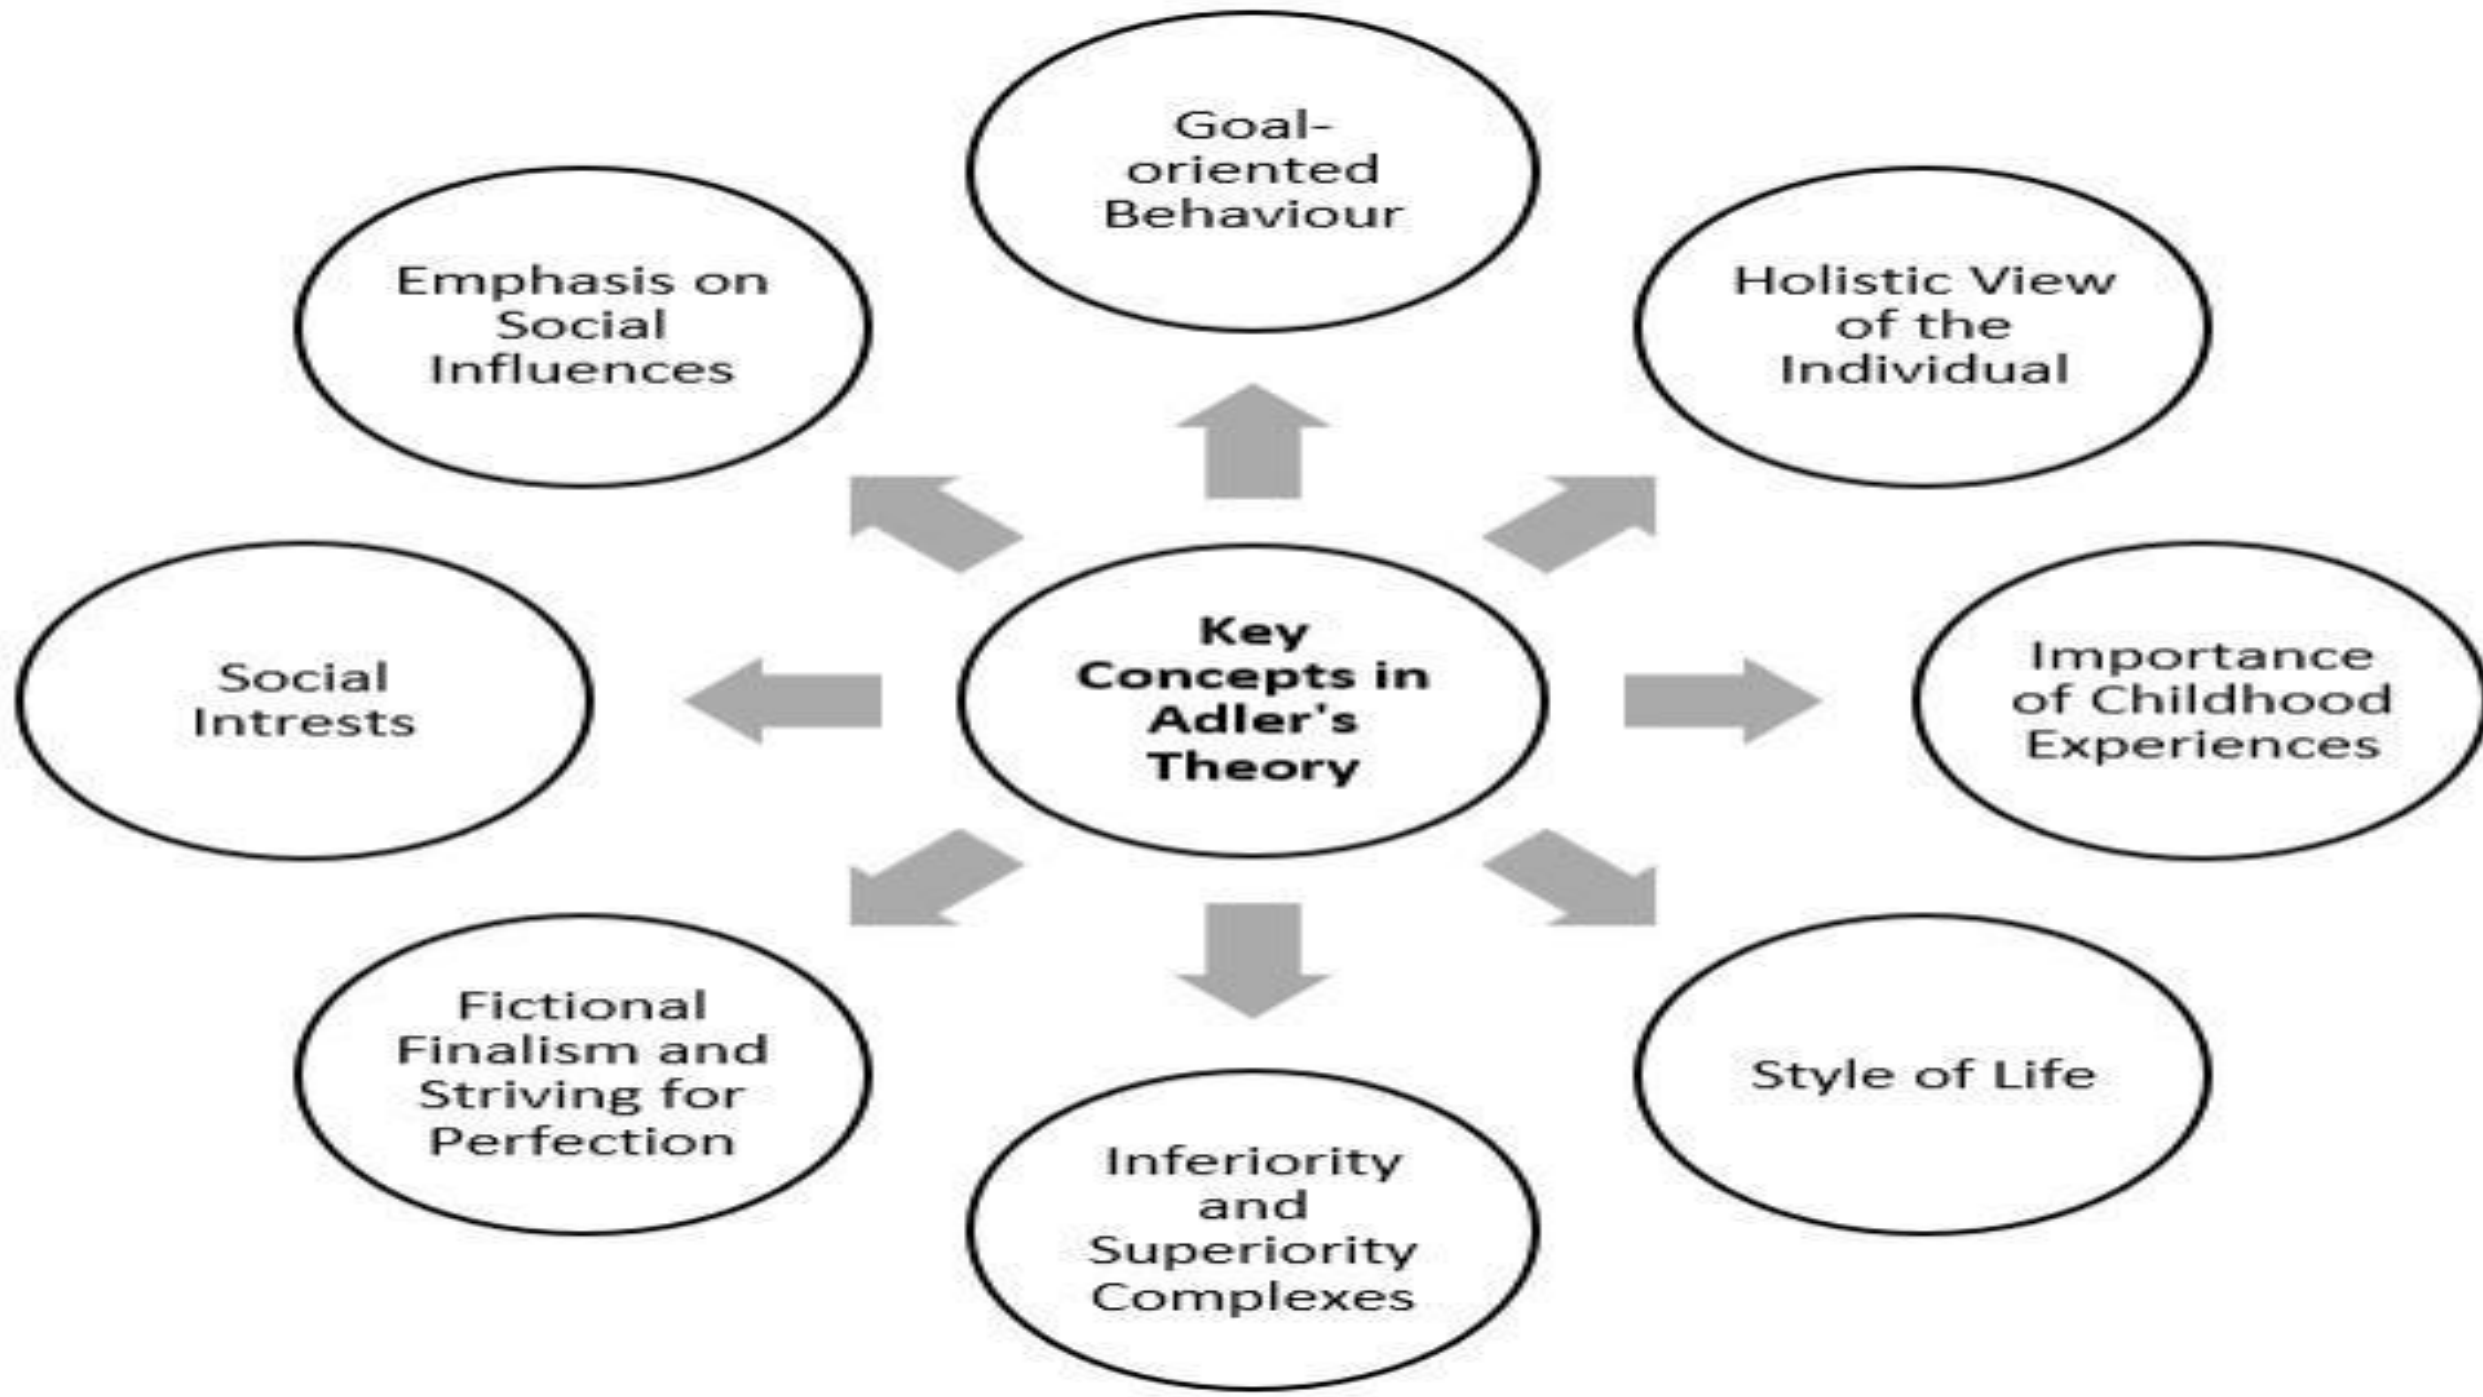 Goal-
oriented
Behaviour
Emphasis on
Social
Influences
Holistic View
of the
Individual
Social
Intrests
Key
Concepts in
Adler's
Theory
Importance
of Childhood
Experiences
Fictional
Finalism and
Striving for
Perfection
Style of Life
Inferiority
and
Superiority
Complexes